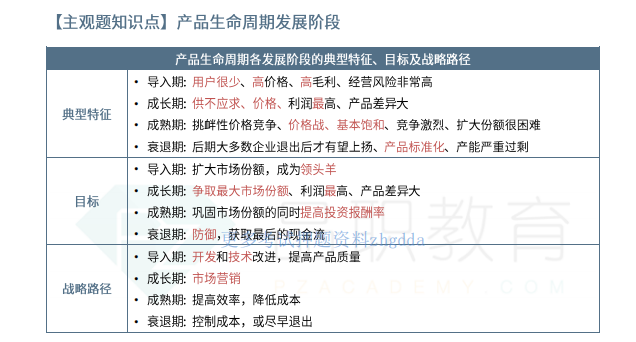 【主观题知识点】产品生命周期发展阶段
产品生命周期各发展阶段的典型特征、目标及战略路径
典型特征
• 导入期: 用户很少、高价格、高毛利、经营风险非常高
• 成长期: 供不应求、价格、利润最高、产品差异大
• 成熟期: 挑衅性价格竞争、价格战、基本饱和、竞争激烈、扩大份额很困难
• 衰退期: 后期大多数企业退出后才有望上扬、产品标准化、产能严重过剩
目标
• 导入期: 扩大市场份额，成为领头羊
• 成长期: 争取最大市场份额、利润最高、产品差异大
• 成熟期: 巩固市场份额的同时提高投资报酬率
• 衰退期: 防御，获取最后的现金流
战略路径
• 导入期: 开发和技术改进，提高产品质量
• 成长期: 市场营销
• 成熟期: 提高效率，降低成本
• 衰退期: 控制成本，或尽早退出
更多考试押题资料zhgdda
职教育
ACADEMY.COM